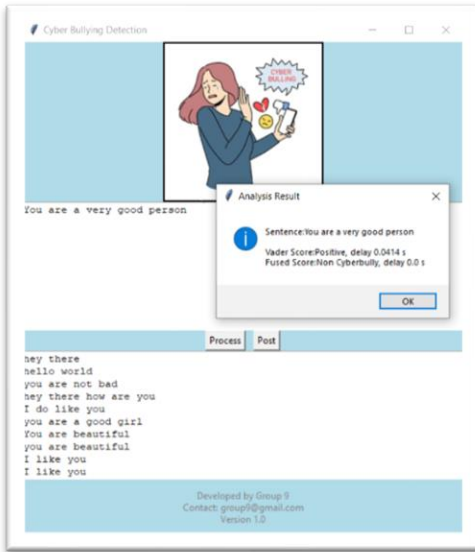 Cyber Bullying Detection
CYBER
BULLING
You are a very good person
Analysis Result
Sentence:You are a very good person
Vader Score:Positive, delay 0.0414 s
Fused Score:Non Cyberbully, delay 0.0 s
OK
Process Post
hey there
hello world
you are not bad
hey there how are you
I do like you
you are a good girl
You are beautiful
you are beautiful
I like you
I like you
Developed by Group 9
Contact: group9@gmail.com
Version 1.0